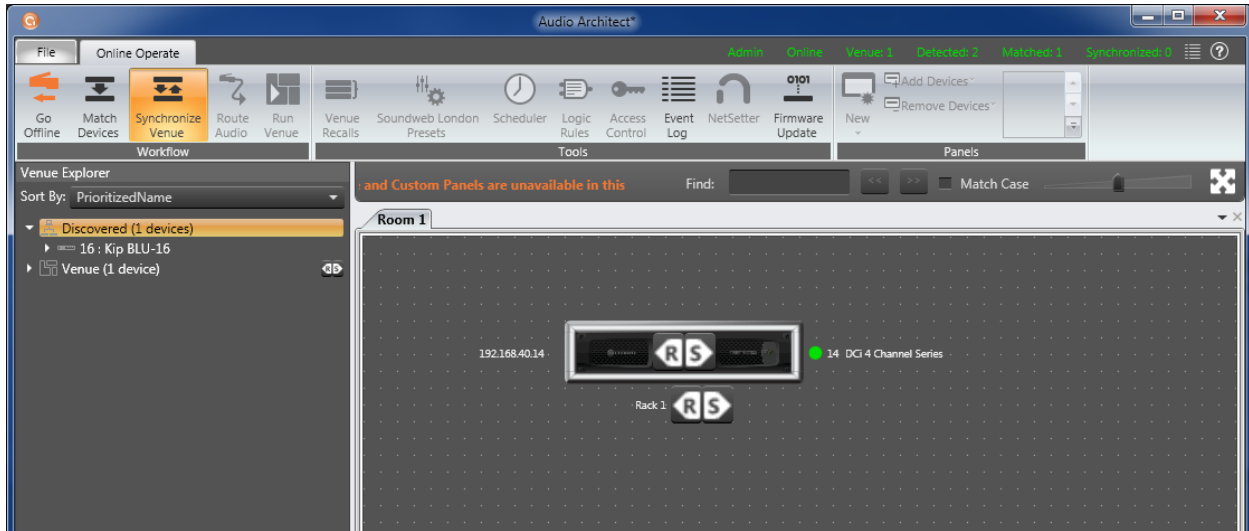 Audio Architect*
File
Online Operate
Admin Online Venue: 1 Detected: 2 Matched: 1 Synchronized: 0
Go Offline
Match Devices
Synchronize Venue
Route Audio
Run Venue
Workflow
Venue Recalls
Soundweb London Presets
Scheduler
Logic Rules
Access Control
Event Log
NetSetter
0101
Firmware Update
Tools
New
Add Devices
Remove Devices
Panels
Venue Explorer
Sort By: PrioritizedName
Discovered (1 devices)
16 : Kip BLU-16
Venue (1 device)
RS
and Custom Panels are unavailable in this
Find:
<< >>
Match Case
Room 1
192.168.40.14
R S
14 DCi 4 Channel Series
Rack 1
R S